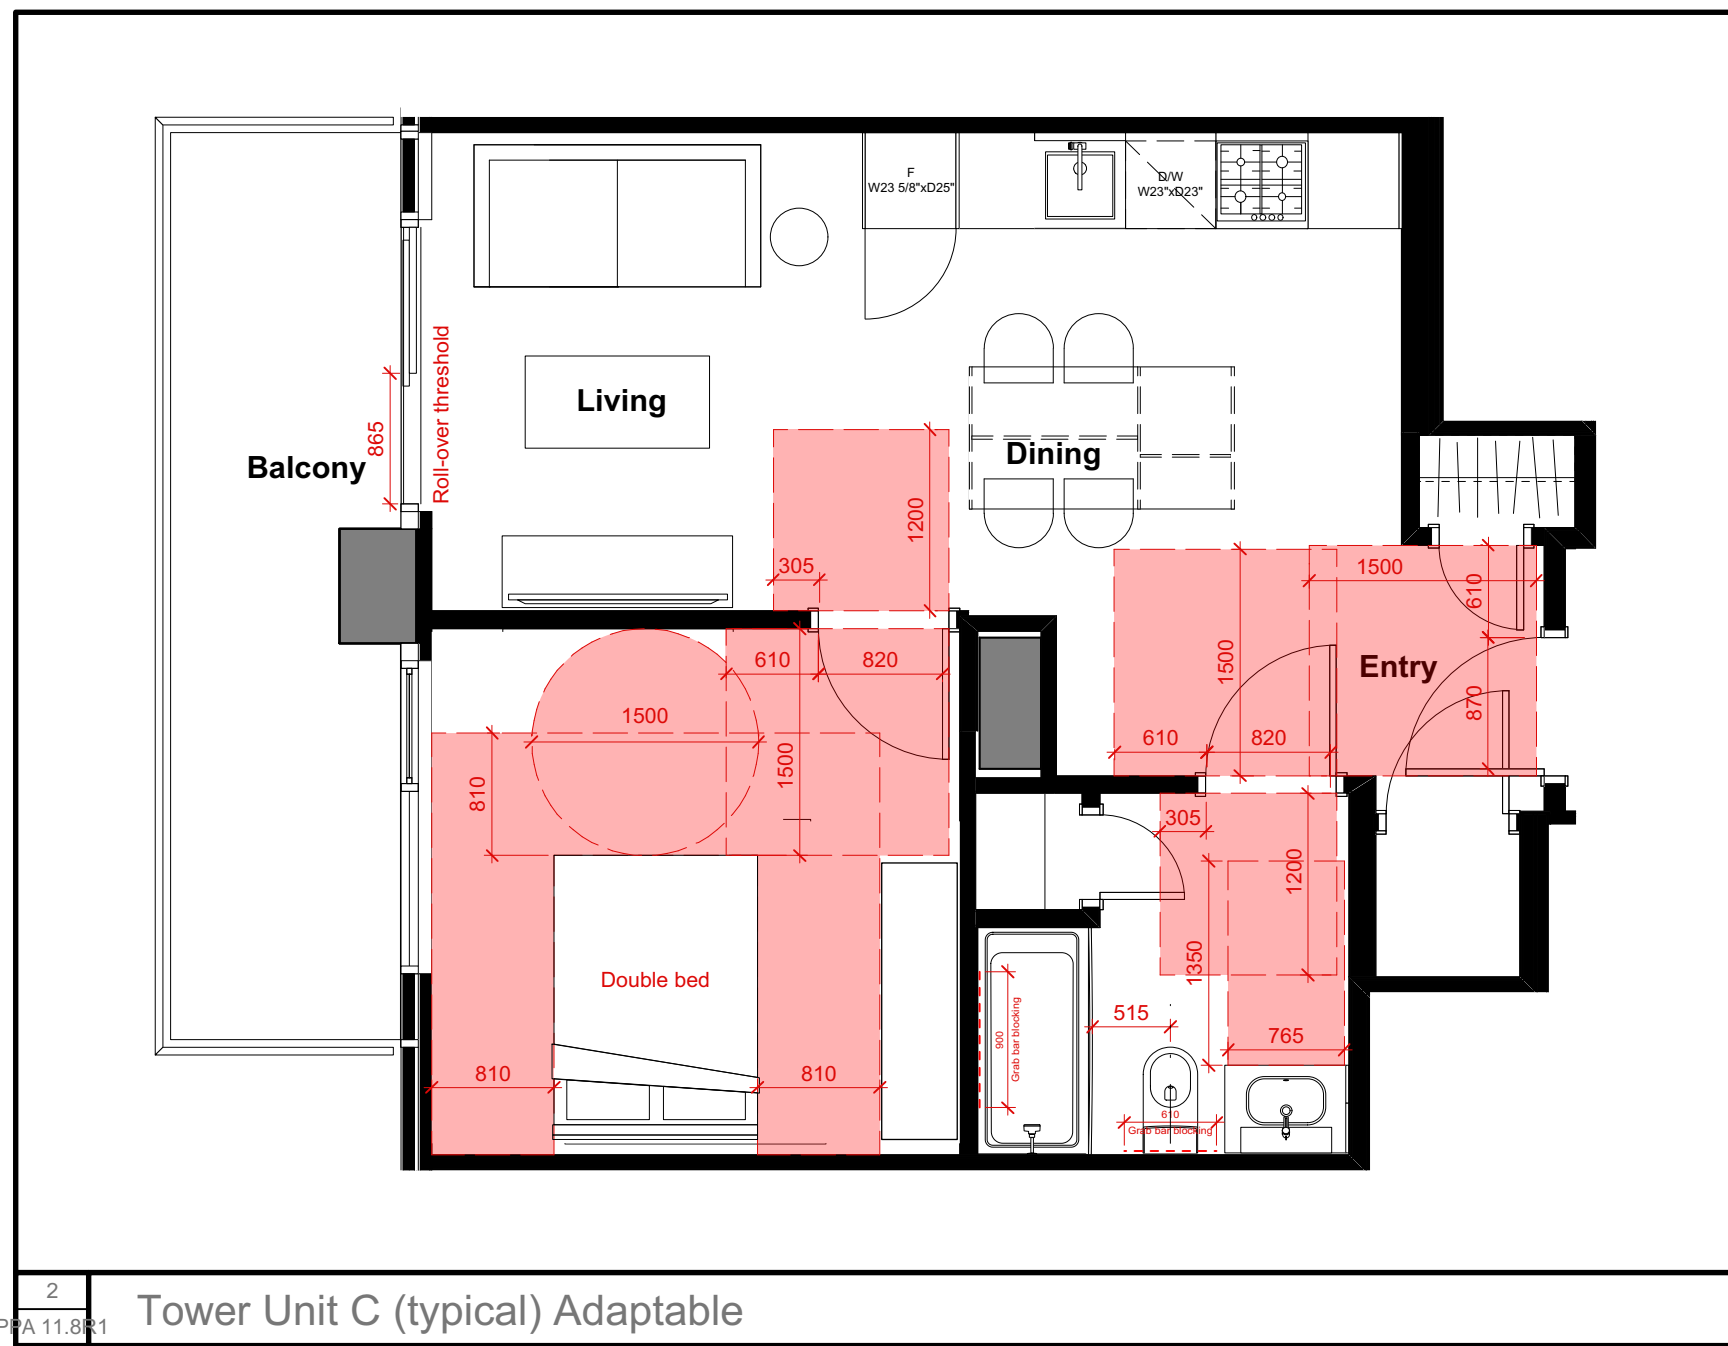 F
W23 5/8"xD25"
D/W
W23"xD23"
Living
Roll-over threshold
865
Balcony
Dining
1200
305
1500
610
1500
Entry
870
610
820
610
820
1500
1500
810
305
1200
1350
Double bed
900
Grab bar blocking
515
765
810
810
610
Grab bar blocking
2
PPA 11.8R1
Tower Unit C (typical) Adaptable